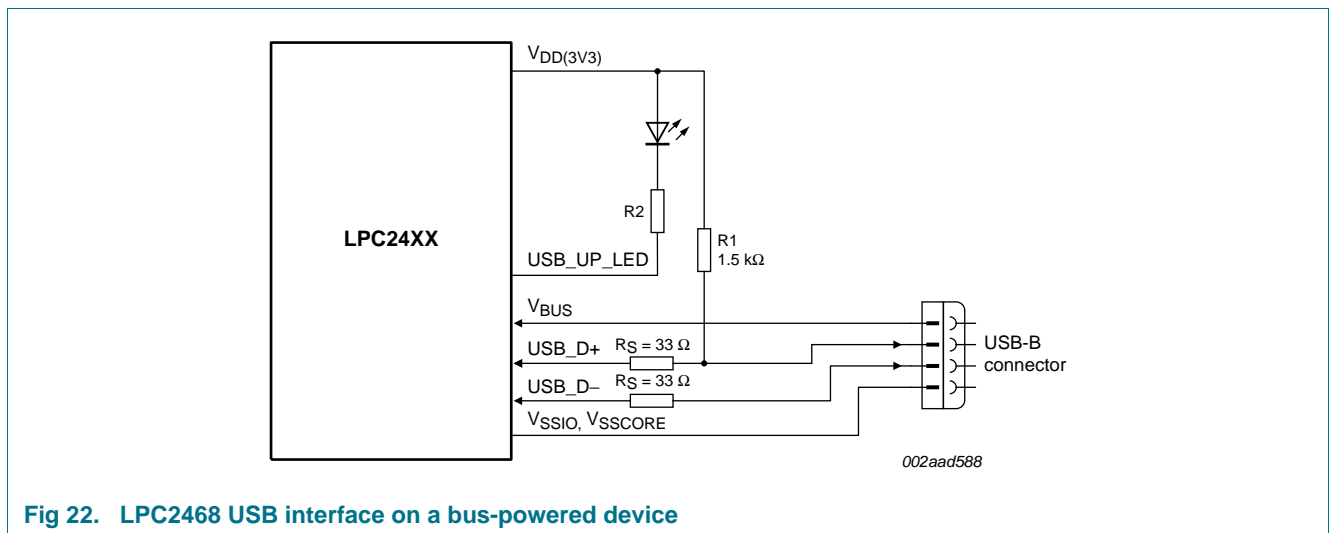 VDD(3V3)
R2
LPC24XX
R1
1.5 kΩ
USB_UP_LED
VBUS
USB_D+
RS = 33 Ω
USB-B
connector
USB_D−
RS = 33 Ω
VSSIO, VSSCORE
002aad588
Fig 22. LPC2468 USB interface on a bus-powered device